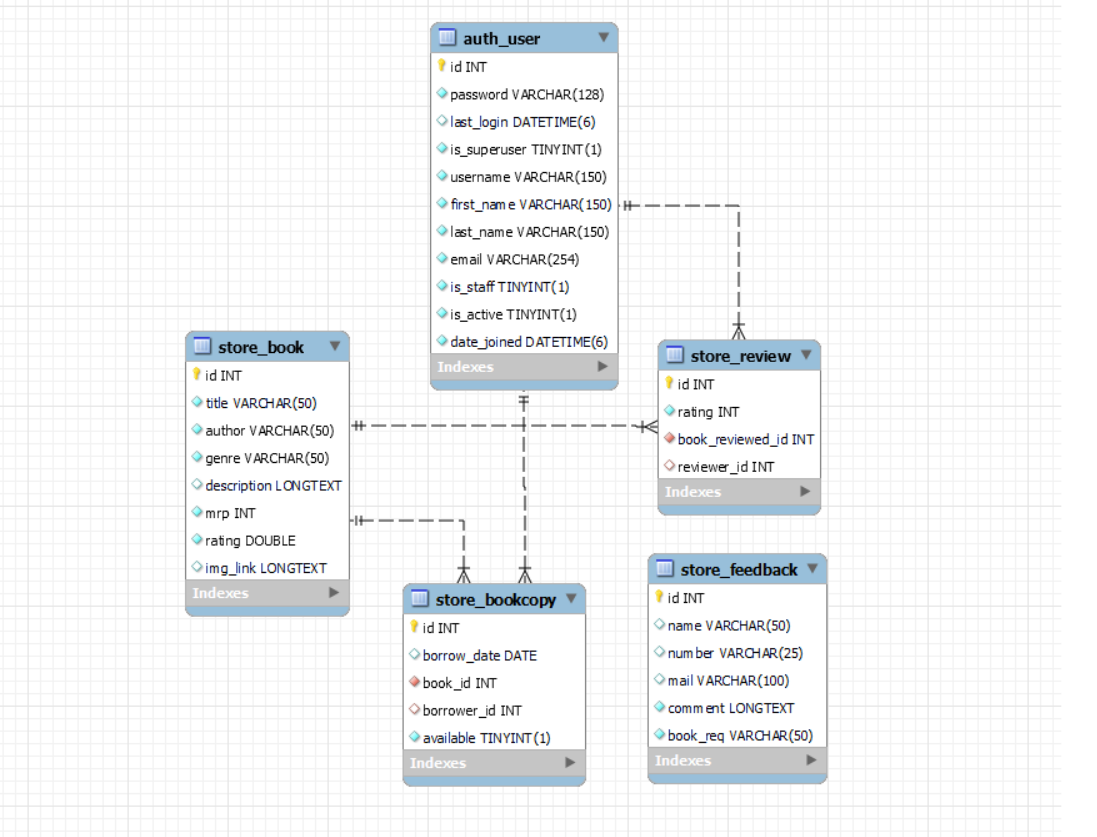 auth_user
id INT
password VARCHAR(128)
last_login DATETIME(6)
is_superuser TINYINT(1)
username VARCHAR(150)
first_name VARCHAR(150)
last_name VARCHAR(150)
email VARCHAR(254)
is_staff TINYINT(1)
is_active TINYINT(1)
date_joined DATETIME(6)
Indexes
store_book
id INT
title VARCHAR(50)
author VARCHAR(50)
genre VARCHAR(50)
description LONGTEXT
mrp INT
rating DOUBLE
img_link LONGTEXT
Indexes
store_review
id INT
rating INT
book_reviewed_id INT
reviewer_id INT
Indexes
store_bookcopy
id INT
borrow_date DATE
book_id INT
borrower_id INT
available TINYINT(1)
Indexes
store_feedback
id INT
name VARCHAR(50)
number VARCHAR(25)
mail VARCHAR(100)
comment LONGTEXT
book_req VARCHAR(50)
Indexes